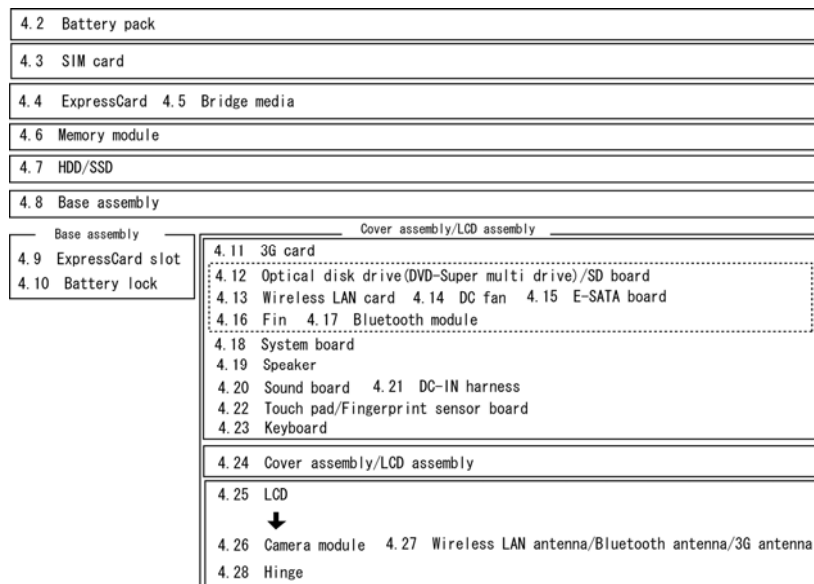 4.2 Battery pack
4.3 SIM card
4.4 ExpressCard 4.5 Bridge media
4.6 Memory module
4.7 HDD/SSD
4.8 Base assembly
Base assembly
4.9 ExpressCard slot
4.10 Battery lock
Cover assembly/LCD assembly
4.11 3G card
4.12 Optical disk drive(DVD-Super multi drive)/SD board
4.13 Wireless LAN card 4.14 DC fan 4.15 E-SATA board
4.16 Fin 4.17 Bluetooth module
4.18 System board
4.19 Speaker
4.20 Sound board 4.21 DC-IN harness
4.22 Touch pad/Fingerprint sensor board
4.23 Keyboard
4.24 Cover assembly/LCD assembly
4.25 LCD
4.26 Camera module 4.27 Wireless LAN antenna/Bluetooth antenna/3G antenna
4.28 Hinge